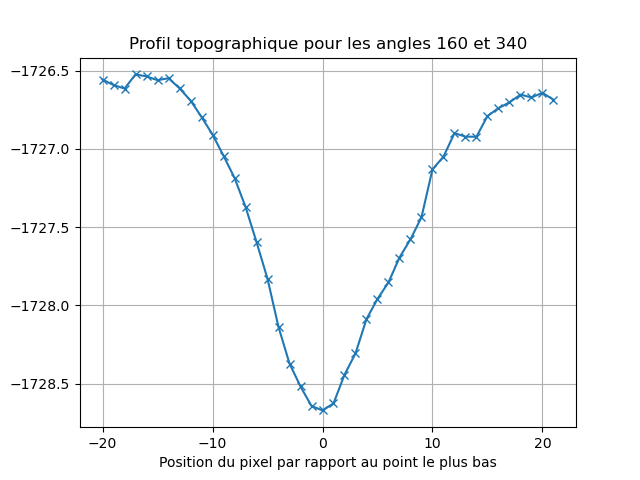 Profil topographique pour les angles 160 et 340
−1726.5
−1727.0
−1727.5
−1728.0
−1728.5
−20 −10 0 10 20
Position du pixel par rapport au point le plus bas